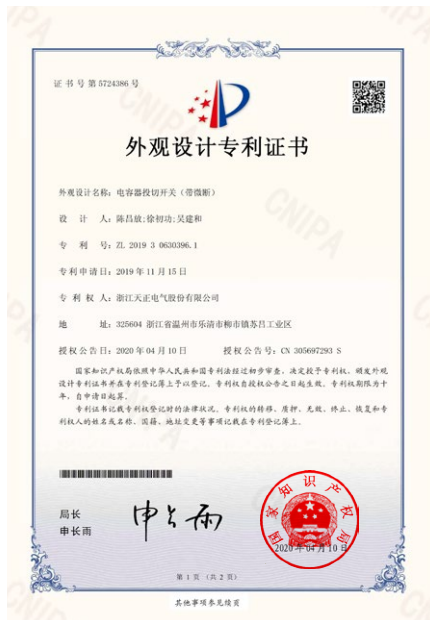 证书号第5724386号
外观设计专利证书
外观设计名称：电容器投切开关（带微断）
设 计 人：陈昌放;徐初功;吴建和
专 利 号：ZL 2019 3 0630396.1
专利申请日：2019年11月15日
专 利 权 人：浙江天正电气股份有限公司
地 址：325604 浙江省温州市乐清市柳市镇苏吕工业区
授权公告日：2020年04月10日 授权公告号：CN 305697293 S
国家知识产权局依照中华人民共和国专利法经过初步审查，决定授予专利权，颁发外观
设计专利证书并在专利登记簿上予以登记。专利权自授权公告之日起生效。专利权期限为十
年，自申请日起算。
专利证书记载专利权登记时的法律状况。专利权的转移、质押、无效、终止、恢复和专
利权人的姓名或名称、国籍、地址变更等事项记载在专利登记簿上。
局长
申长雨
申长雨
国家知识产权局
2020年04月10日
第 1 页 （共 2 页）
其他事项参见续页
CNIPA
CNIPA
CNIPA
CNIPA
CNIPA